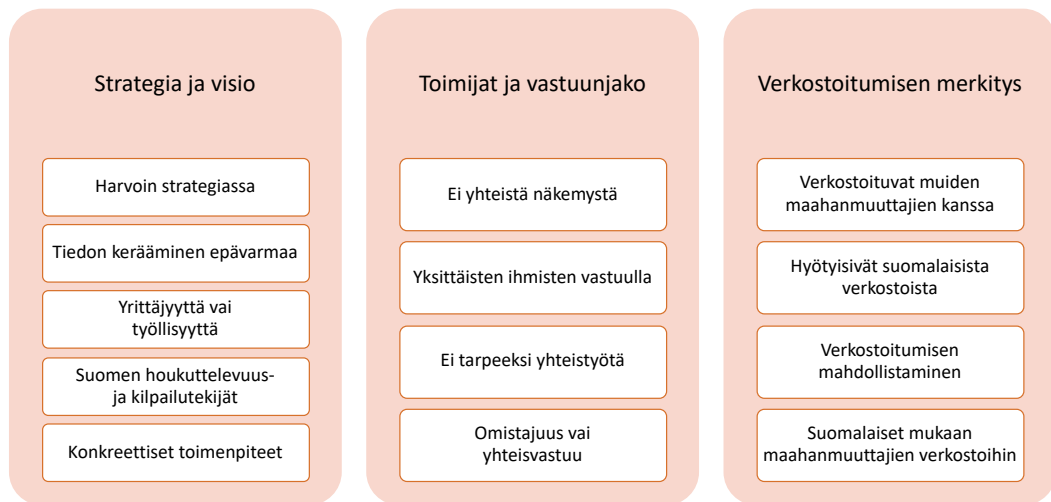 Strategia ja visio
Harvoin strategiassa
Tiedon kerääminen epävarmaa
Yrittäjyyttä vai
työllisyyttä
Suomen houkuttelevuus-
ja kilpailutekijät
Konkreettiset toimenpiteet
Toimijat ja vastuunjako
Ei yhteistä näkemystä
Yksittäisten ihmisten vastuulla
Ei tarpeeksi yhteistyötä
Omistajuus vai
yhteisvastuu
Verkostoitumisen merkitys
Verkostoituvat muiden
maahanmuuttajien kanssa
Hyötyisivät suomalaisista
verkostoista
Verkostoitumisen
mahdollistaminen
Suomalaiset mukaan
maahanmuuttajien verkostoihin